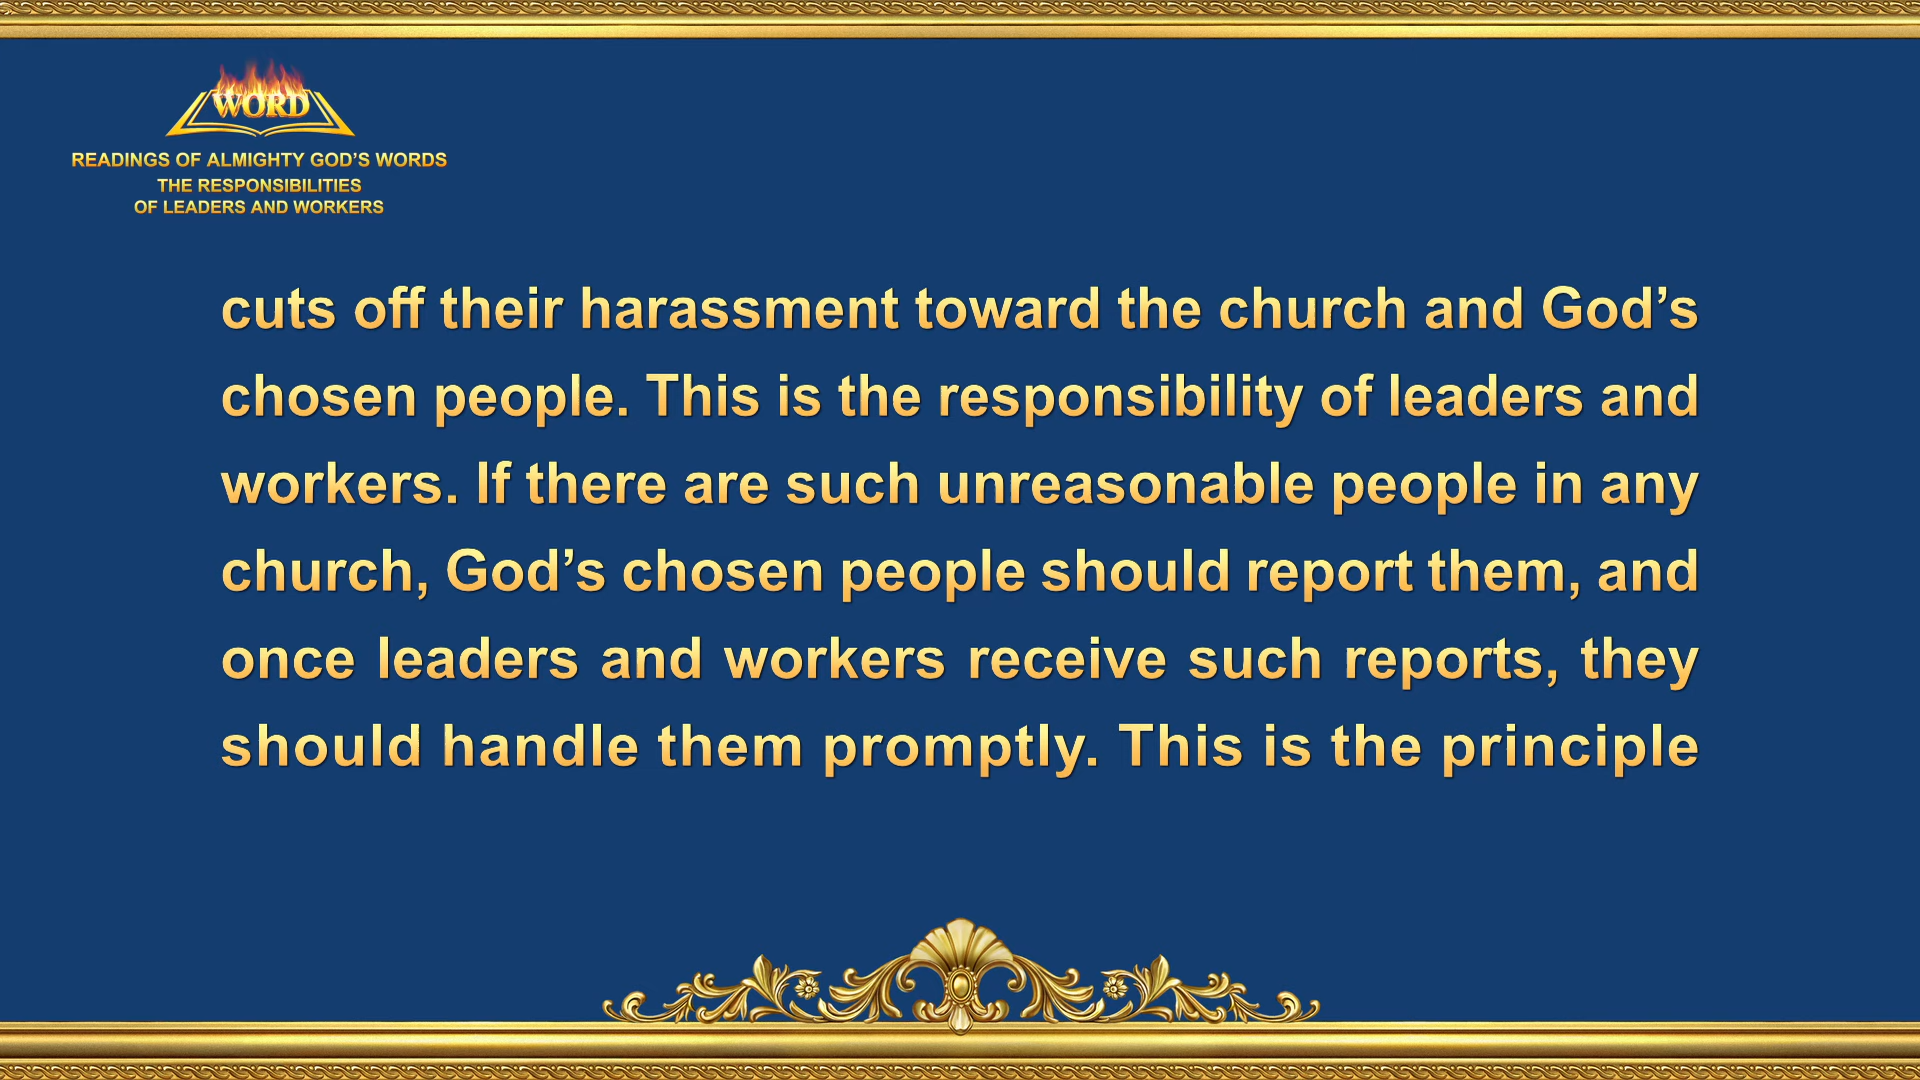 WORD
READINGS OF ALMIGHTY GOD’S WORDS
THE RESPONSIBILITIES
OF LEADERS AND WORKERS
cuts off their harassment toward the church and God’s
chosen people. This is the responsibility of leaders and
workers. If there are such unreasonable people in any
church, God’s chosen people should report them, and
once leaders and workers receive such reports, they
should handle them promptly. This is the principle